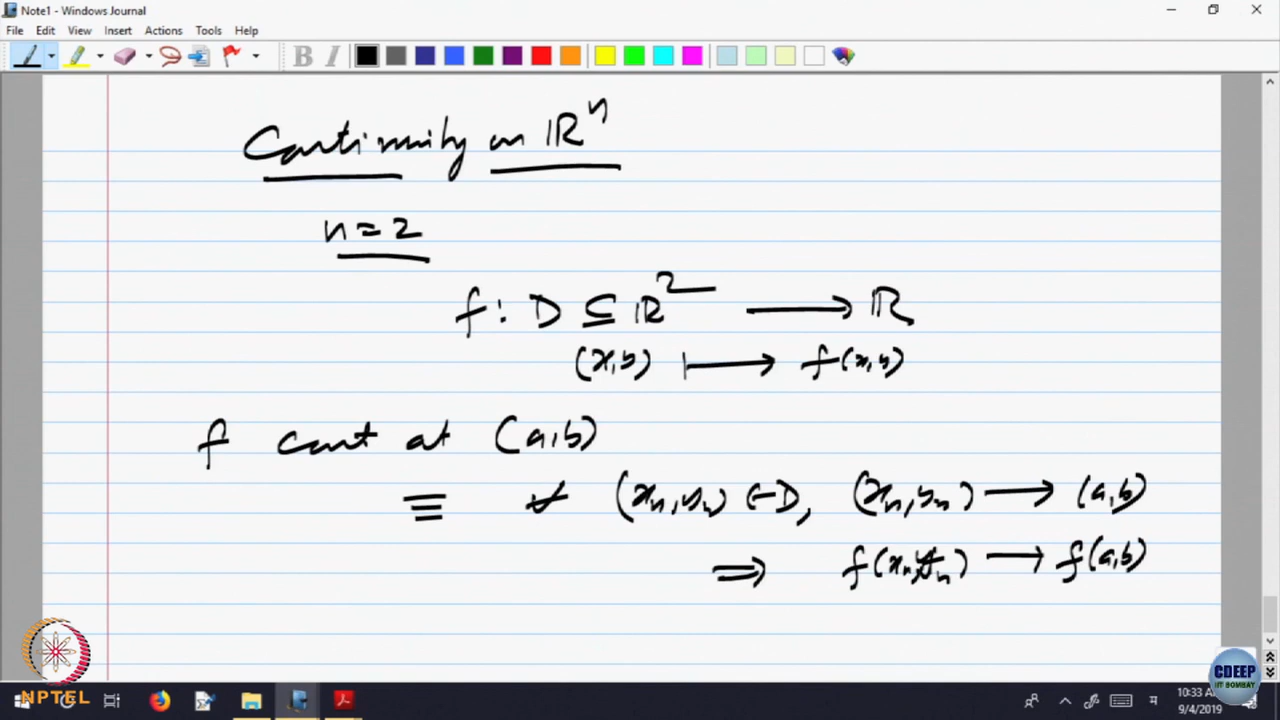 Note1 - Windows Journal
File Edit View Insert Actions Tools Help
B I
Continuity on ℝⁿ
n = 2
f : D ⊆ ℝ² ⟶ ℝ
(x,y) ⟼ f(x,y)
f cont at (a,b)
≡ ∀ (xₙ,yₙ) ∈ D, (xₙ,yₙ) ⟶ (a,b)
⟹ f(xₙ,yₙ) ⟶ f(a,b)
NPTEL
CDEEP
IIT BOMBAY
10:33
9/4/2019